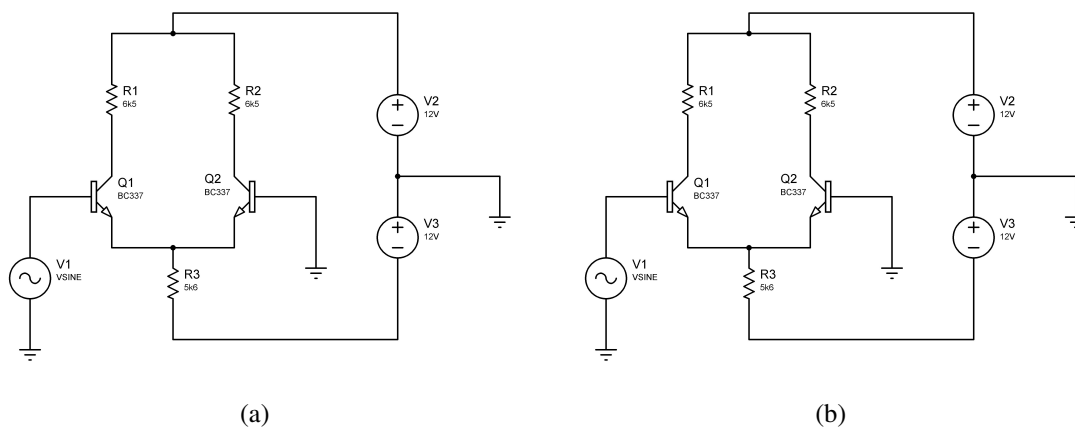 R1
6k5
R2
6k5
V2
12V
Q1
BC337
Q2
BC337
V3
12V
V1
VSINE
R3
5k6
(a)
R1
6k5
R2
6k5
V2
12V
Q1
BC337
Q2
BC337
V3
12V
V1
VSINE
R3
5k6
(b)